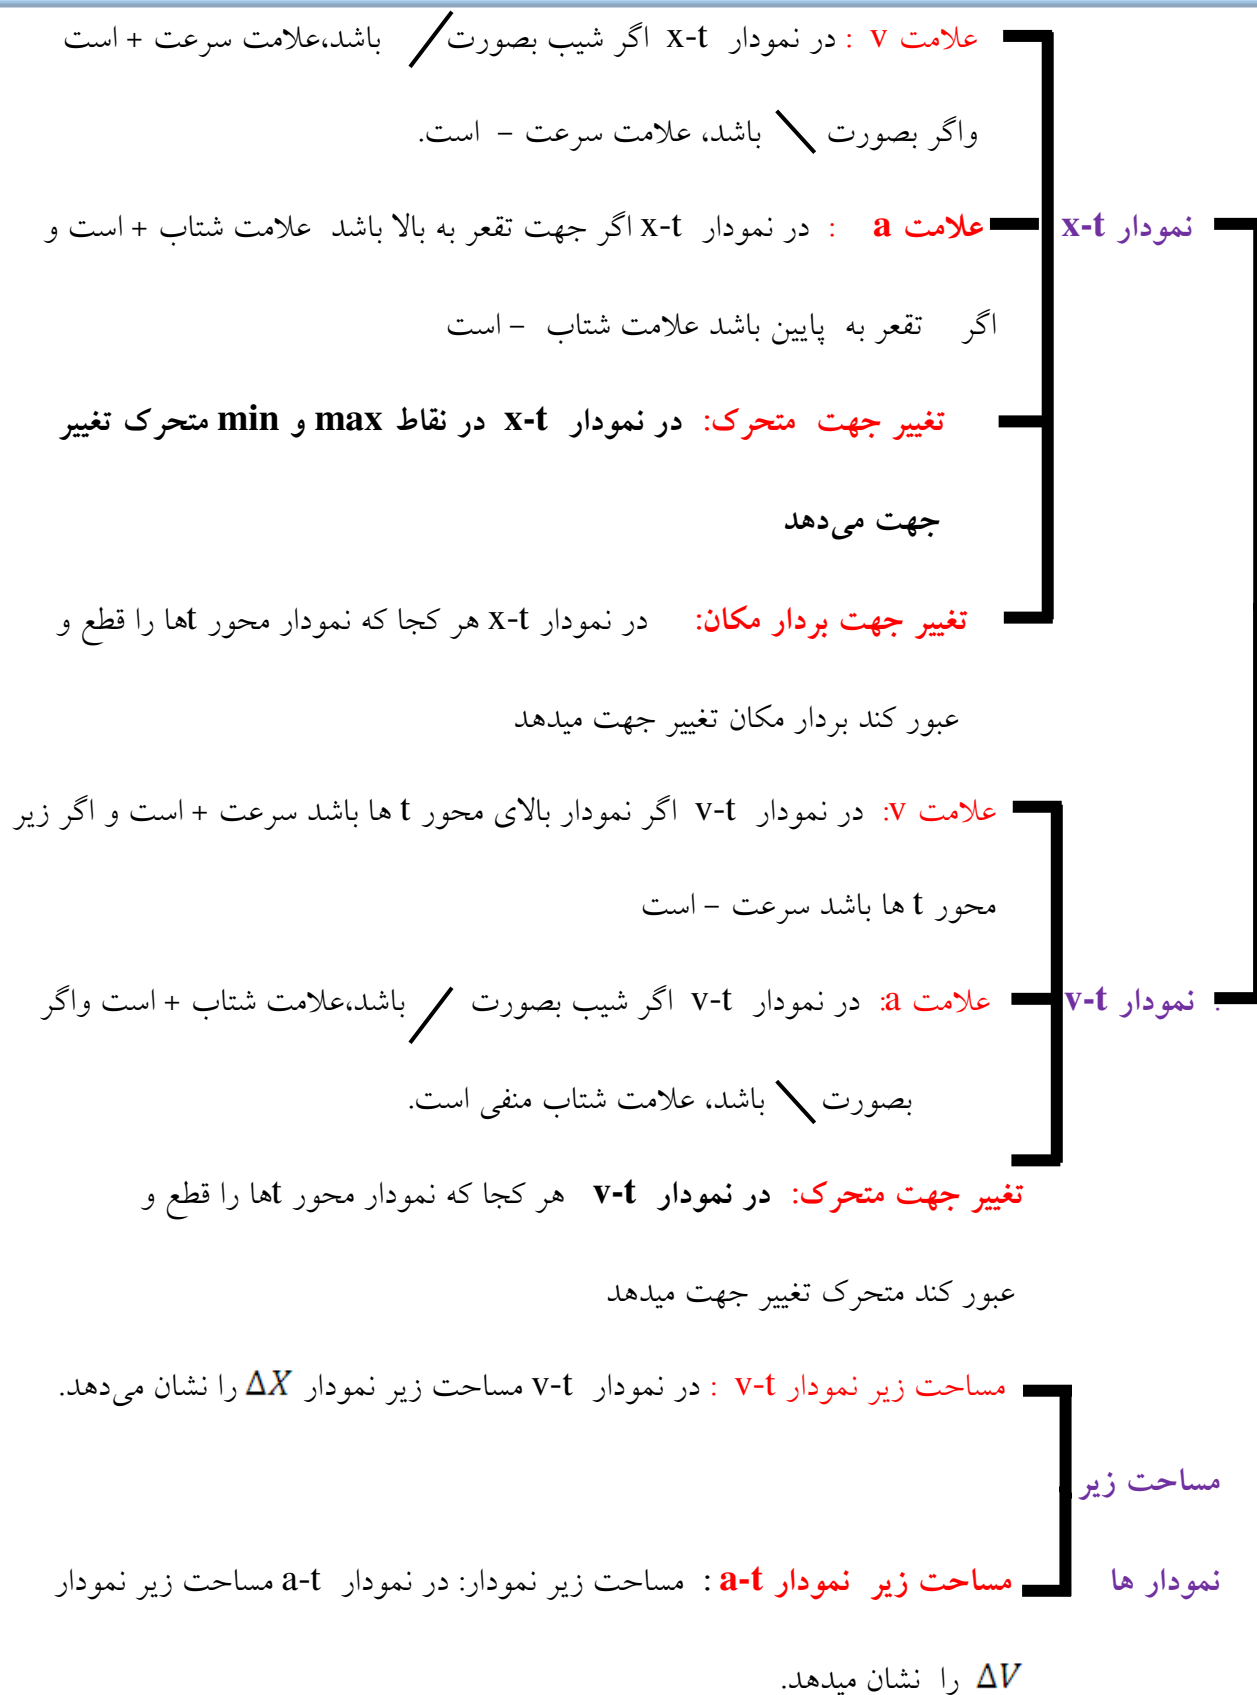 علامت v : در نمودار x-t اگر شیب بصورت / باشد،علامت سرعت + است
واگر بصورت \ باشد، علامت سرعت – است.
نمودار x-t
علامت a : در نمودار x-t اگر جهت تقعر به بالا باشد علامت شتاب + است و
اگر تقعر به پایین باشد علامت شتاب – است
تغییر جهت متحرک: در نمودار x-t در نقاط max و min متحرک تغییر
جهت می‌دهد
تغییر جهت بردار مکان: در نمودار x-t هر کجا که نمودار محور tها را قطع و
عبور کند بردار مکان تغییر جهت میدهد
علامت v: در نمودار v-t اگر نمودار بالای محور t ها باشد سرعت + است و اگر زیر
محور t ها باشد سرعت – است
. نمودار v-t
علامت a: در نمودار v-t اگر شیب بصورت / باشد،علامت شتاب + است واگر
بصورت \ باشد، علامت شتاب منفی است.
تغییر جهت متحرک: در نمودار v-t هر کجا که نمودار محور tها را قطع و
عبور کند متحرک تغییر جهت میدهد
مساحت زیر نمودار v-t : در نمودار v-t مساحت زیر نمودار ΔX را نشان می‌دهد.
مساحت زیر
نمودار ها
مساحت زیر نمودار a-t : مساحت زیر نمودار: در نمودار a-t مساحت زیر نمودار
ΔV را نشان میدهد.